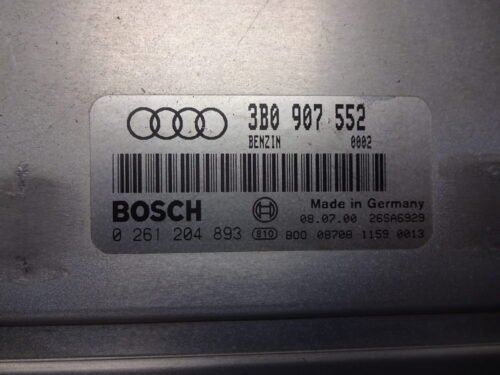 3B0 907 552
BENZIN 0002
BOSCH Made in Germany
08.07.00 26SA6929
0 261 204 893 810 800 08708 1159 0013